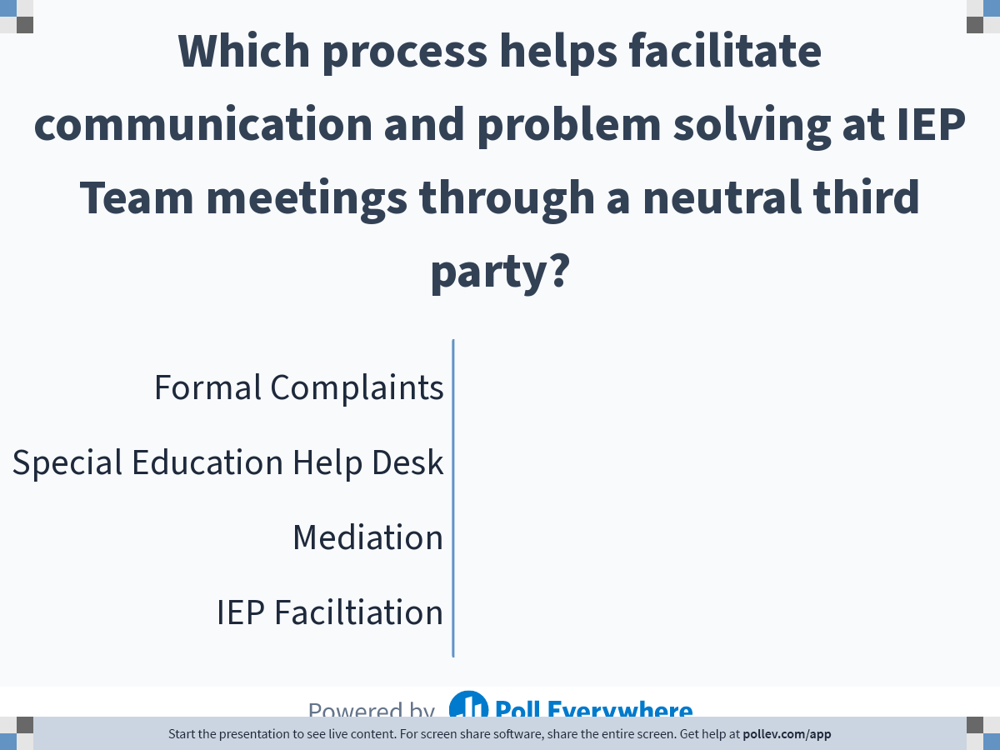 Which process helps facilitate
communication and problem solving at IEP
Team meetings through a neutral third
party?
Formal Complaints
Special Education Help Desk
Mediation
IEP Faciltiation
Powered by Poll Everywhere
Start the presentation to see live content. For screen share software, share the entire screen. Get help at pollev.com/app